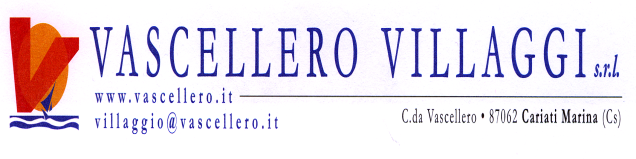 VASCELLERO VILLAGGI s.r.l.
www.vascellero.it
villaggio@vascellero.it
C.da Vascellero • 87062 Cariati Marina (Cs)